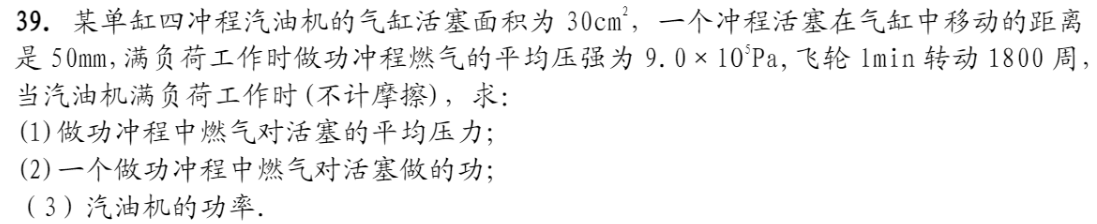 39. 某单缸四冲程汽油机的气缸活塞面积为 30cm²，一个冲程活塞在气缸中移动的距离
是 50mm,满负荷工作时做功冲程燃气的平均压强为 9.0×10⁵Pa,飞轮 1min 转动 1800 周，
当汽油机满负荷工作时(不计摩擦)，求:
(1)做功冲程中燃气对活塞的平均压力;
(2)一个做功冲程中燃气对活塞做的功;
(3)汽油机的功率.